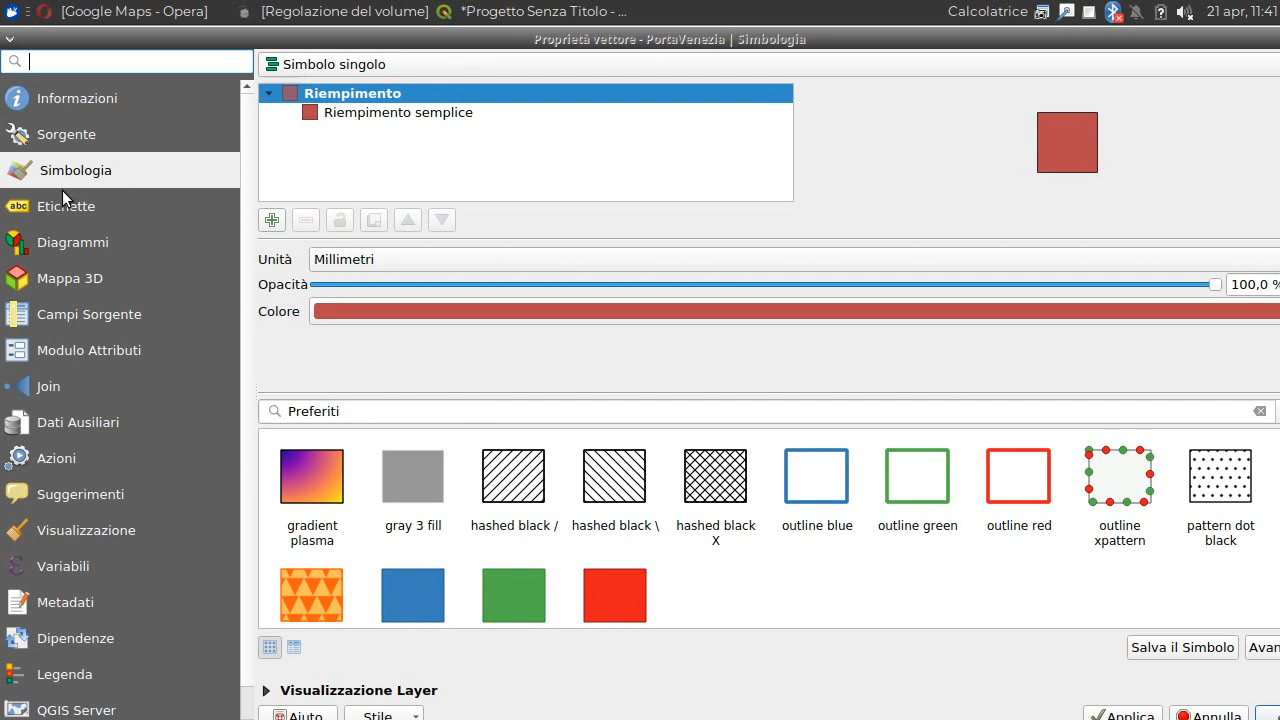 [Google Maps - Opera] [Regolazione del volume] *Progetto Senza Titolo - ... Calcolatrice 21 apr, 11:41
Proprietà vettore - PortaVenezia | Simbologia
Informazioni
Sorgente
Simbologia
Etichette
Diagrammi
Mappa 3D
Campi Sorgente
Modulo Attributi
Join
Dati Ausiliari
Azioni
Suggerimenti
Visualizzazione
Variabili
Metadati
Dipendenze
Legenda
QGIS Server
Simbolo singolo
Riempimento
Riempimento semplice
Unità Millimetri
Opacità 100,0 %
Colore
Preferiti
gradient plasma
gray 3 fill
hashed black /
hashed black \
hashed black X
outline blue
outline green
outline red
outline xpattern
pattern dot black
Salva il Simbolo Avan
Visualizzazione Layer
Aiuto Stile Applica Annulla
abc